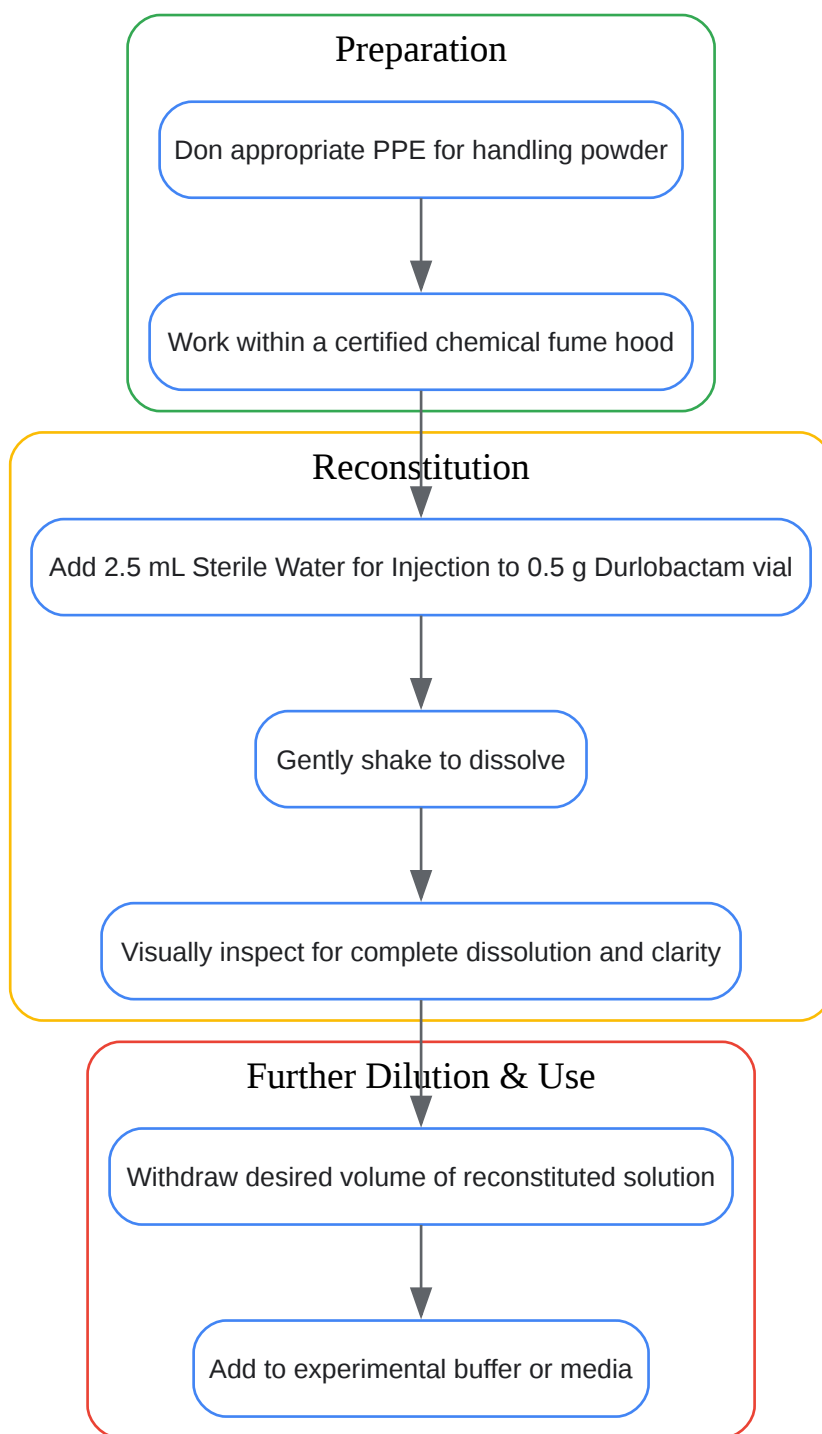 Preparation
Don appropriate PPE for handling powder
Work within a certified chemical fume hood
Reconstitution
Add 2.5 mL Sterile Water for Injection to 0.5 g Durlobactam vial
Gently shake to dissolve
Visually inspect for complete dissolution and clarity
Further Dilution & Use
Withdraw desired volume of reconstituted solution
Add to experimental buffer or media